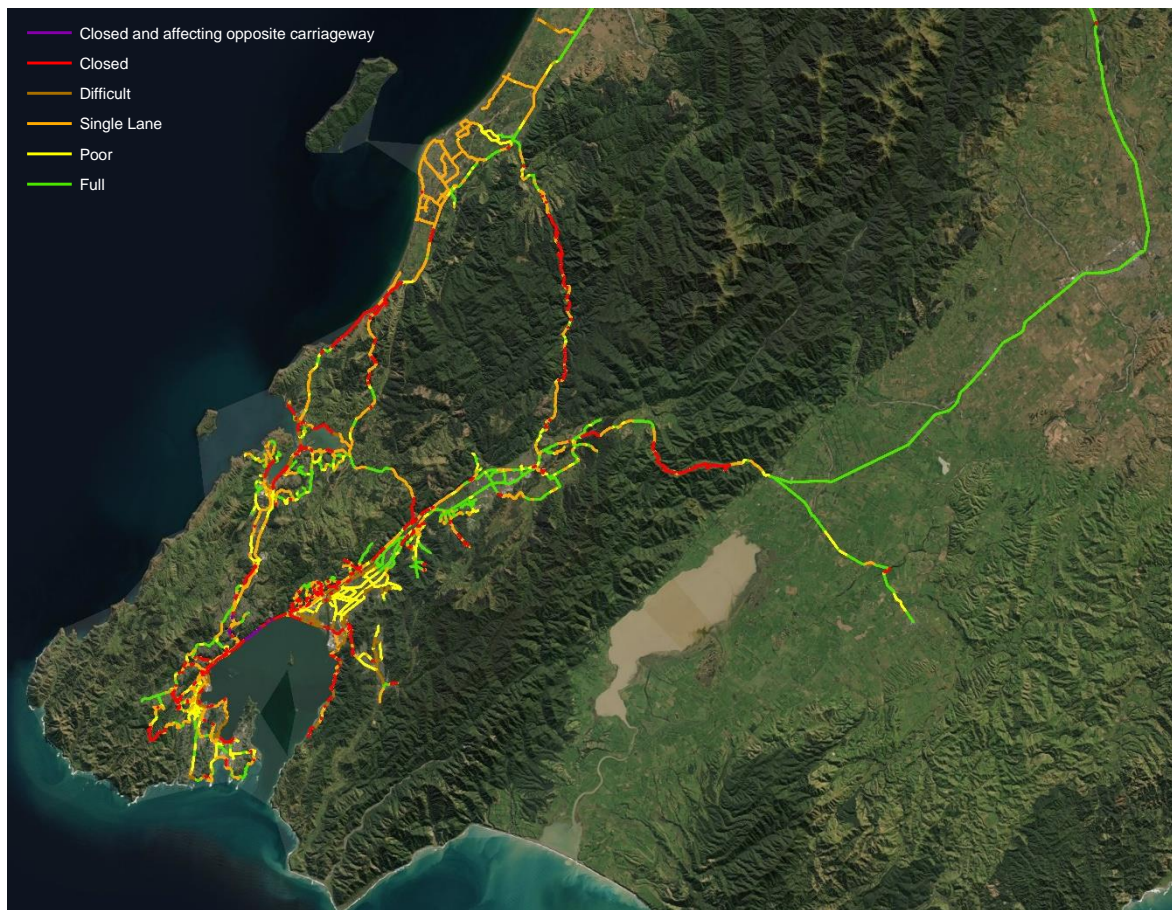 Closed and affecting opposite carriageway
Closed
Difficult
Single Lane
Poor
Full